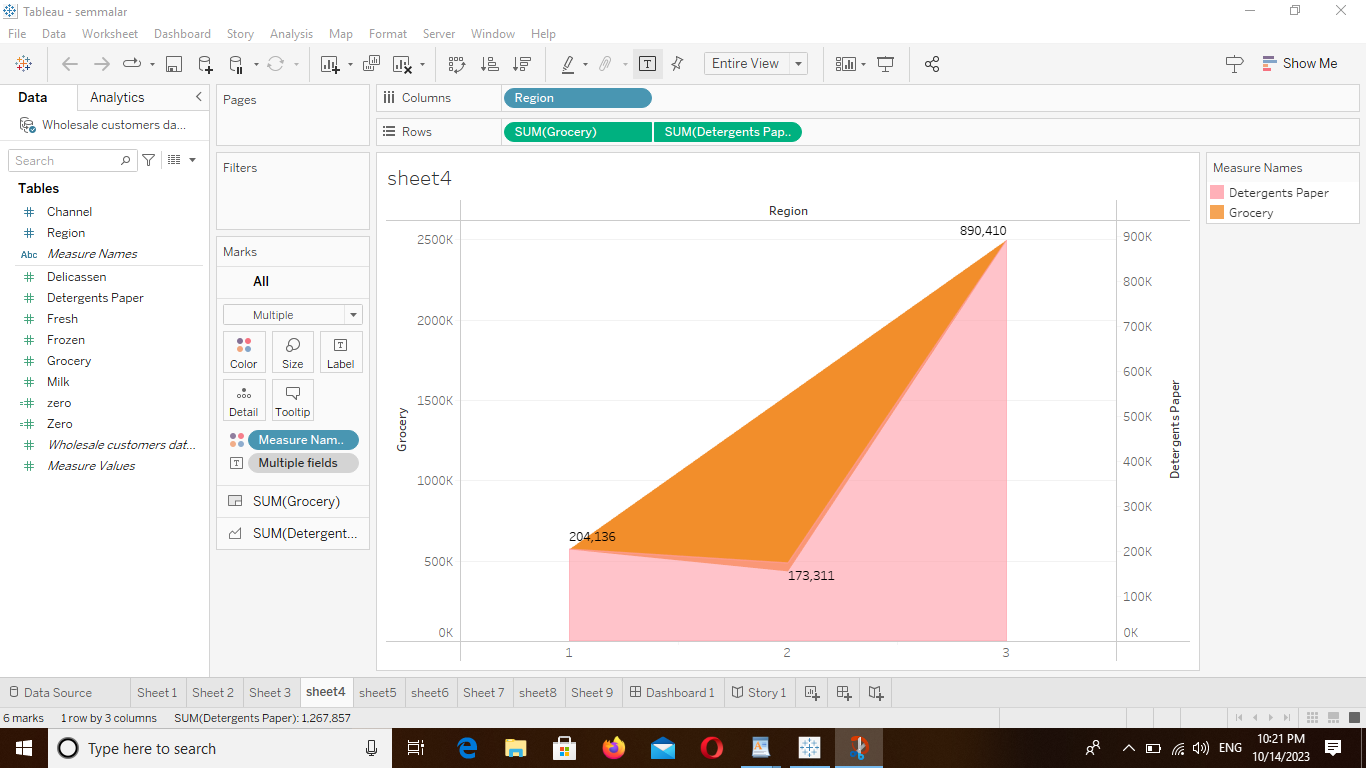 Tableau - semmalar
File Data Worksheet Dashboard Story Analysis Map Format Server Window Help
Entire View
Show Me
Data Analytics
Wholesale customers da...
Search
Tables
Channel
Region
Abc Measure Names
Delicassen
Detergents Paper
Fresh
Frozen
Grocery
Milk
zero
Zero
Wholesale customers dat...
Measure Values
Pages
Filters
Marks
All
Multiple
Color Size Label
Detail Tooltip
Measure Nam..
Multiple fields
SUM(Grocery)
SUM(Detergent...
Columns Region
Rows SUM(Grocery) SUM(Detergents Pap..
sheet4
Region
Grocery
2500K
2000K
1500K
1000K
500K
0K
890,410
204,136
173,311
900K
800K
700K
600K
500K
400K
300K
200K
100K
0K
Detergents Paper
1 2 3
Measure Names
Detergents Paper
Grocery
Data Source Sheet 1 Sheet 2 Sheet 3 sheet4 sheet5 sheet6 Sheet 7 sheet8 Sheet 9 Dashboard 1 Story 1
6 marks 1 row by 3 columns SUM(Detergents Paper): 1,267,857
Type here to search
ENG
10:21 PM
10/14/2023